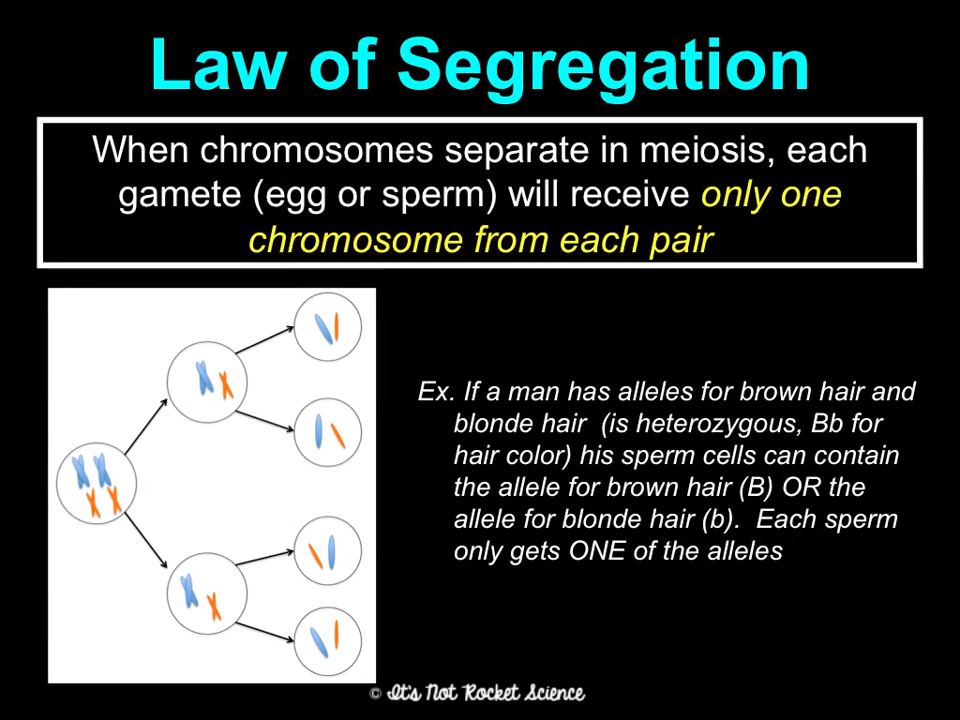 Law of Segregation
When chromosomes separate in meiosis, each
gamete (egg or sperm) will receive only one
chromosome from each pair
Ex. If a man has alleles for brown hair and
blonde hair (is heterozygous, Bb for
hair color) his sperm cells can contain
the allele for brown hair (B) OR the
allele for blonde hair (b). Each sperm
only gets ONE of the alleles
© It's Not Rocket Science